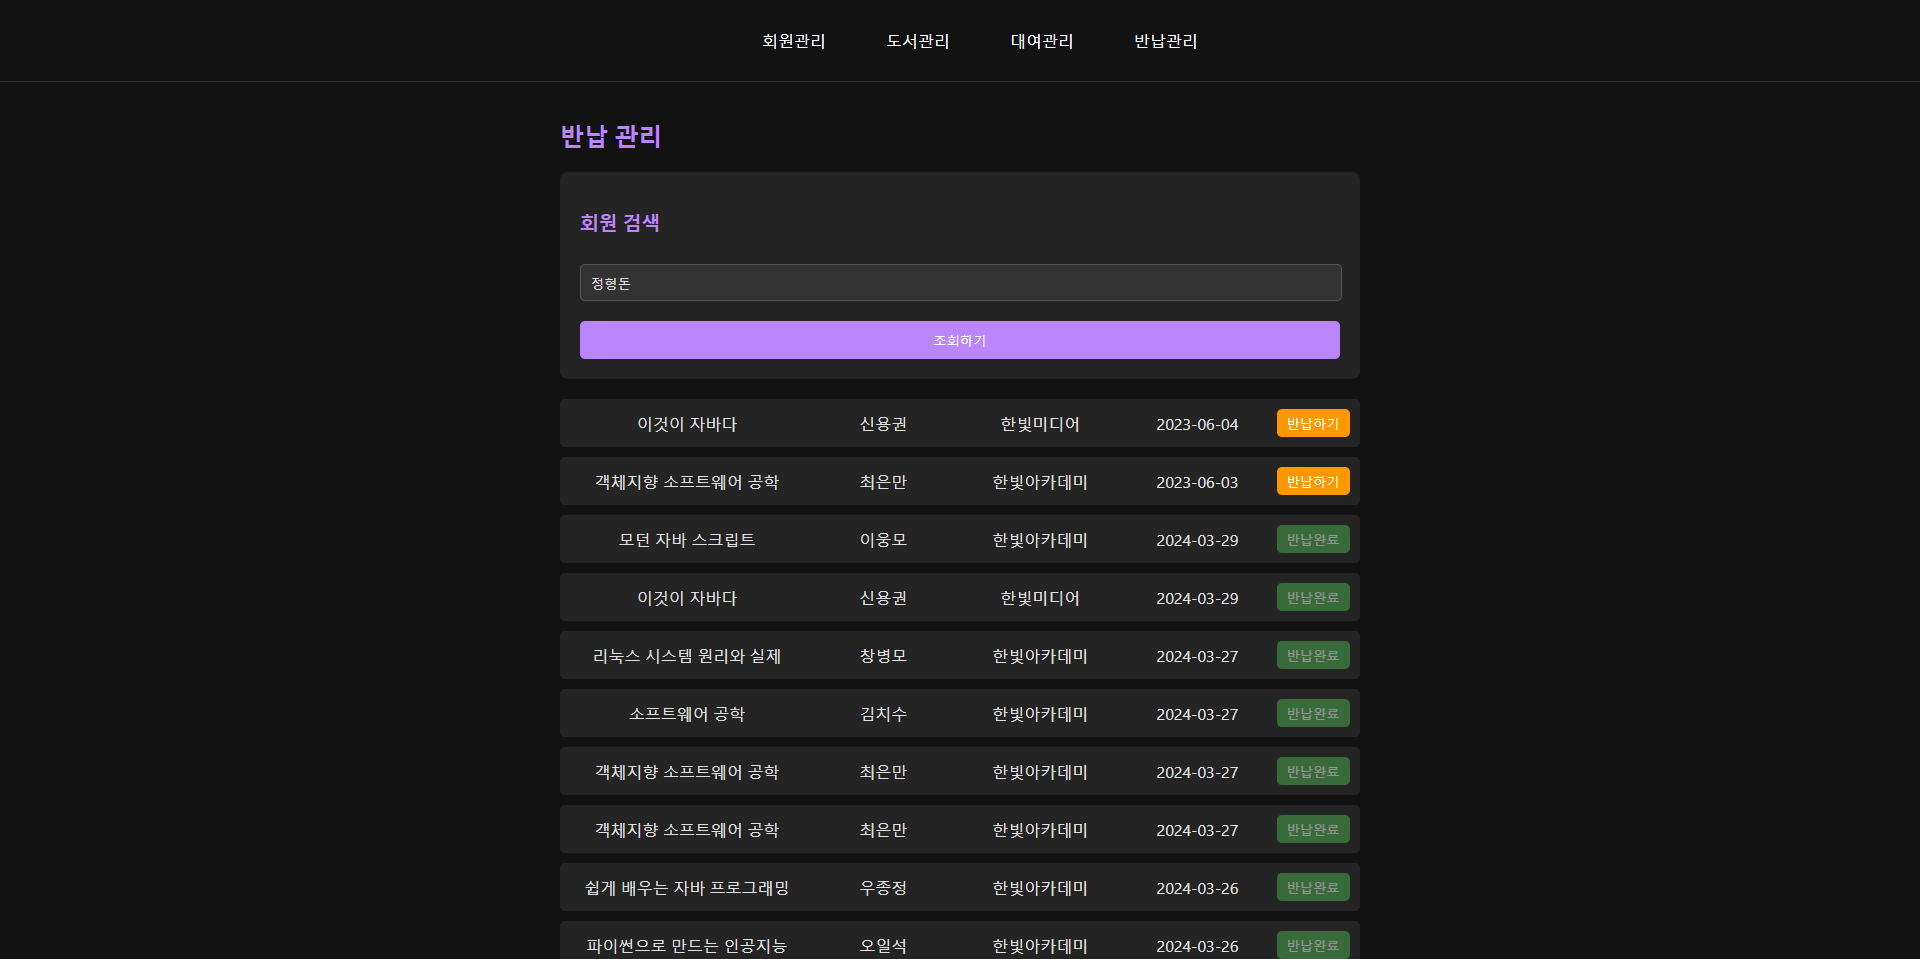 회원관리 도서관리 대여관리 반납관리
반납 관리
회원 검색
정형돈
조회하기
이것이 자바다 신용권 한빛미디어 2023-06-04 반납하기
객체지향 소프트웨어 공학 최은만 한빛아카데미 2023-06-03 반납하기
모던 자바 스크립트 이웅모 한빛아카데미 2024-03-29 반납완료
이것이 자바다 신용권 한빛미디어 2024-03-29 반납완료
리눅스 시스템 원리와 실제 창병모 한빛아카데미 2024-03-27 반납완료
소프트웨어 공학 김치수 한빛아카데미 2024-03-27 반납완료
객체지향 소프트웨어 공학 최은만 한빛아카데미 2024-03-27 반납완료
객체지향 소프트웨어 공학 최은만 한빛아카데미 2024-03-27 반납완료
쉽게 배우는 자바 프로그래밍 우종정 한빛아카데미 2024-03-26 반납완료
파이썬으로 만드는 인공지능 오일석 한빛아카데미 2024-03-26 반납완료